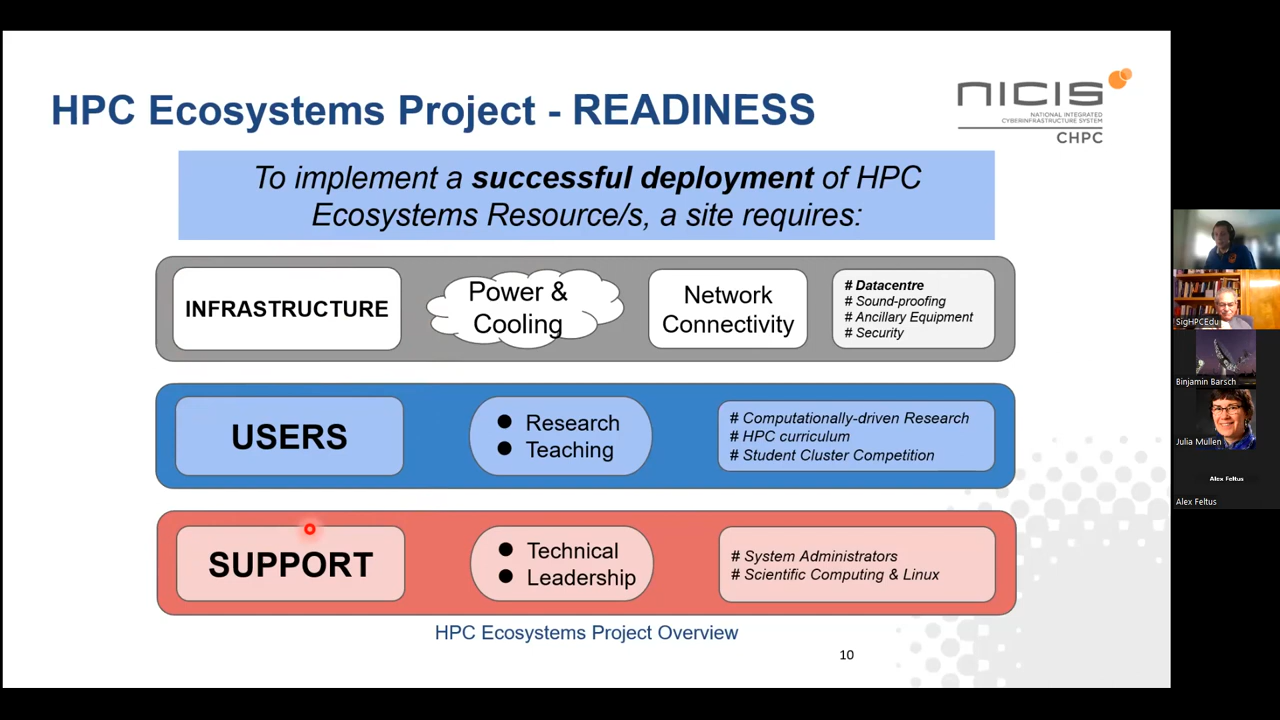 HPC Ecosystems Project - READINESS
NICIS
NATIONAL INTEGRATED
CYBERINFRASTRUCTURE SYSTEM
CHPC
To implement a successful deployment of HPC
Ecosystems Resource/s, a site requires:
INFRASTRUCTURE
Power &
Cooling
Network
Connectivity
# Datacentre
# Sound-proofing
# Ancillary Equipment
# Security
USERS
● Research
● Teaching
# Computationally-driven Research
# HPC curriculum
# Student Cluster Competition
SUPPORT
● Technical
● Leadership
# System Administrators
# Scientific Computing & Linux
HPC Ecosystems Project Overview
10
SigHPCEdu
Binjamin Barsch
Julia Mullen
Alex Feltus
Alex Feltus